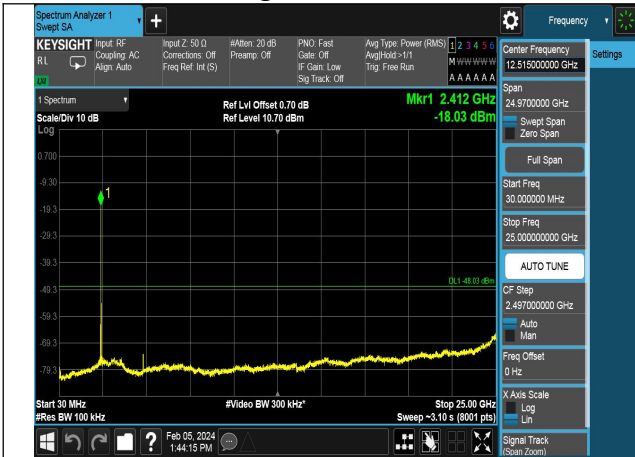 Spectrum Analyzer 1
Swept SA
Frequency
KEYSIGHT
RL
Input: RF
Coupling: AC
Align: Auto
Input Z: 50 Ω
Corrections: Off
Freq Ref: Int (S)
#Atten: 20 dB
Preamp: Off
PNO: Fast
Gate: Off
IF Gain: Low
Sig Track: Off
Avg Type: Power (RMS)
Avg|Hold:>1/1
Trig: Free Run
1 2 3 4 5 6
M W W W W W
A A A A A A
1 Spectrum
Scale/Div 10 dB
Log
Ref Lvl Offset 0.70 dB
Ref Level 10.70 dBm
Mkr1 2.412 GHz
-18.03 dBm
0.700
-9.30
-19.3
-29.3
-39.3
-49.3
-59.3
-69.3
-79.3
1
DL1 -48.03 dBm
Start 30 MHz
#Res BW 100 kHz
#Video BW 300 kHz*
Stop 25.00 GHz
Sweep ~3.10 s (8001 pts)
Feb 05, 2024
1:44:15 PM
Center Frequency
12.515000000 GHz
Span
24.9700000 GHz
Swept Span
Zero Span
Full Span
Start Freq
30.000000 MHz
Stop Freq
25.000000000 GHz
AUTO TUNE
CF Step
2.497000000 GHz
Auto
Man
Freq Offset
0 Hz
X Axis Scale
Log
Lin
Signal Track
(Span Zoom)
Settings